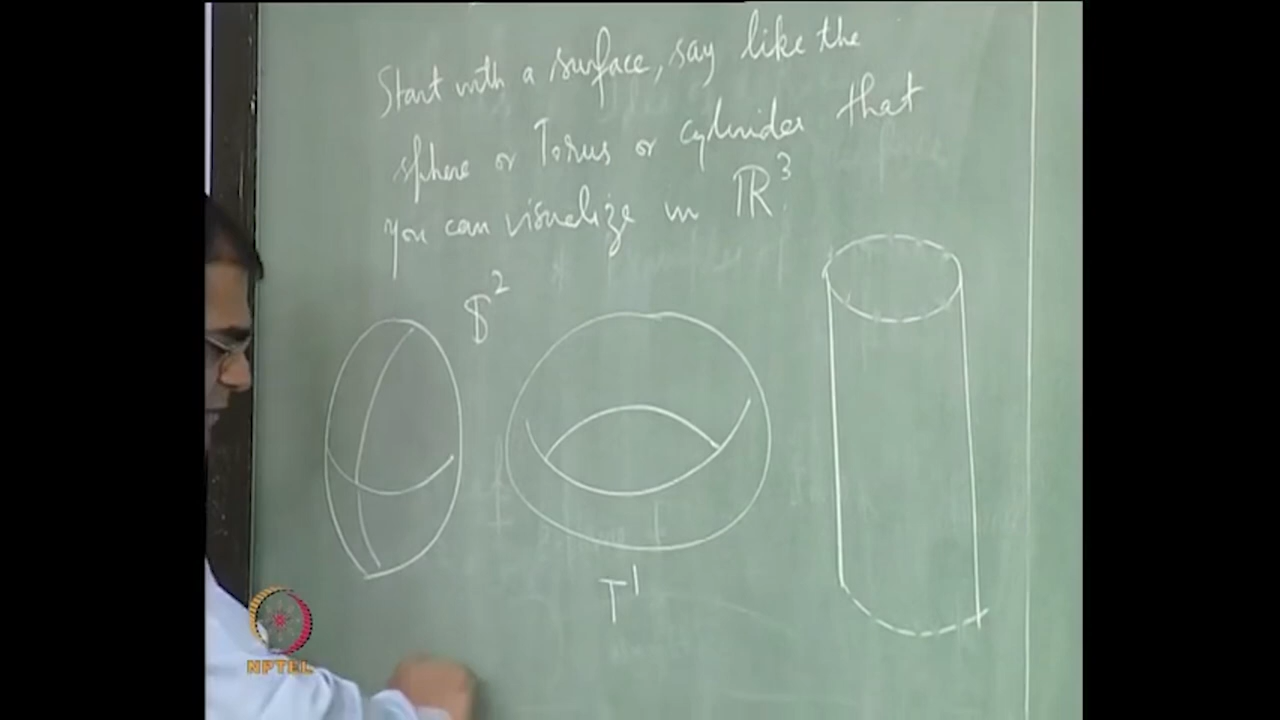 Start with a surface, say like the
sphere or Torus or cylinder that
you can visualize in ℝ³.
S²
T¹
NPTEL